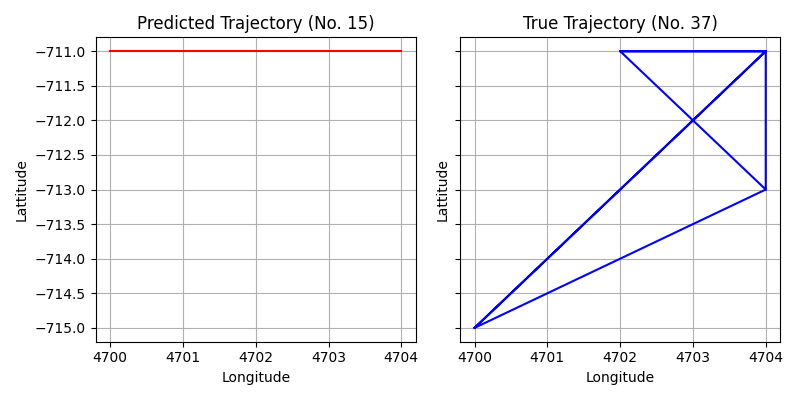 Predicted Trajectory (No. 15)
True Trajectory (No. 37)
−711.0
−711.5
−712.0
−712.5
−713.0
−713.5
−714.0
−714.5
−715.0
Lattitude
Lattitude
4700 4701 4702 4703 4704
4700 4701 4702 4703 4704
Longitude
Longitude